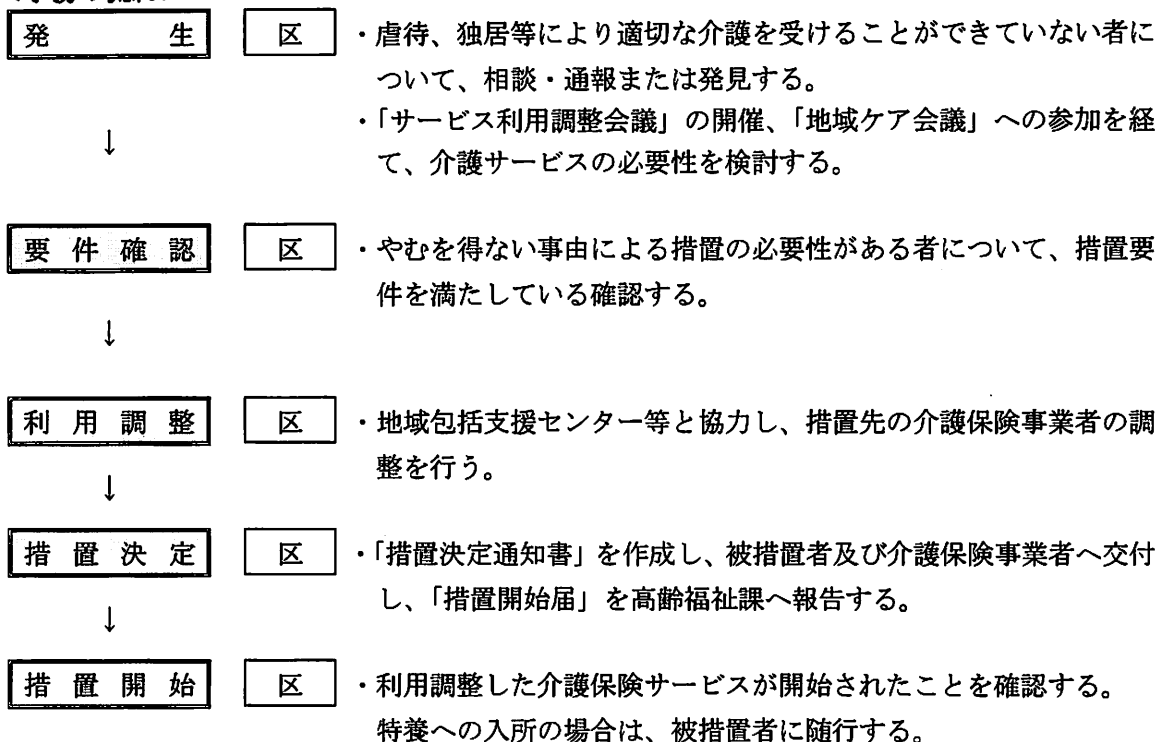 発生 区 ・虐待、独居等により適切な介護を受けることができていない者に
ついて、相談・通報または発見する。
・「サービス利用調整会議」の開催、「地域ケア会議」への参加を経
↓
て、介護サービスの必要性を検討する。
要件確認 区 ・やむを得ない事由による措置の必要性がある者について、措置要
件を満たしている確認する。
↓
利用調整 区 ・地域包括支援センター等と協力し、措置先の介護保険事業者の調
整を行う。
↓
措置決定 区 ・「措置決定通知書」を作成し、被措置者及び介護保険事業者へ交付
し、「措置開始届」を高齢福祉課へ報告する。
↓
措置開始 区 ・利用調整した介護保険サービスが開始されたことを確認する。
特養への入所の場合は、被措置者に随行する。